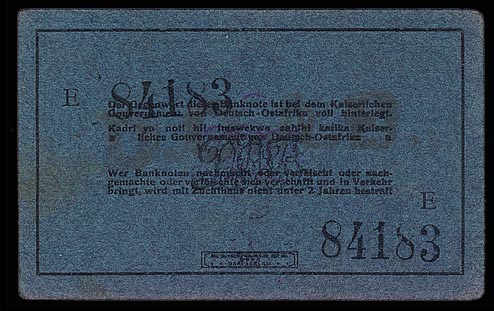 E 84183
Der Gegenwert dieser Banknote ist bei dem Kaiserlichen
Gouvernement von Deutsch-Ostafrika voll hinterlegt.
Kadri ya noti hii imewekwa sahihi katika Kaiser-
liches Gouvernement von Deutsch-Ostafrika
Wer Banknoten nachmacht oder verfälscht oder nach-
gemachte oder verfälschte sich verschafft und in Verkehr
bringt, wird mit Zuchthaus nicht unter 2 Jahren bestraft
E
84183